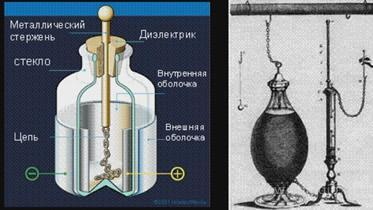 Металлический
стержень
Диэлектрик
стекло
Внутренняя
оболочка
Цепь
Внешняя
оболочка